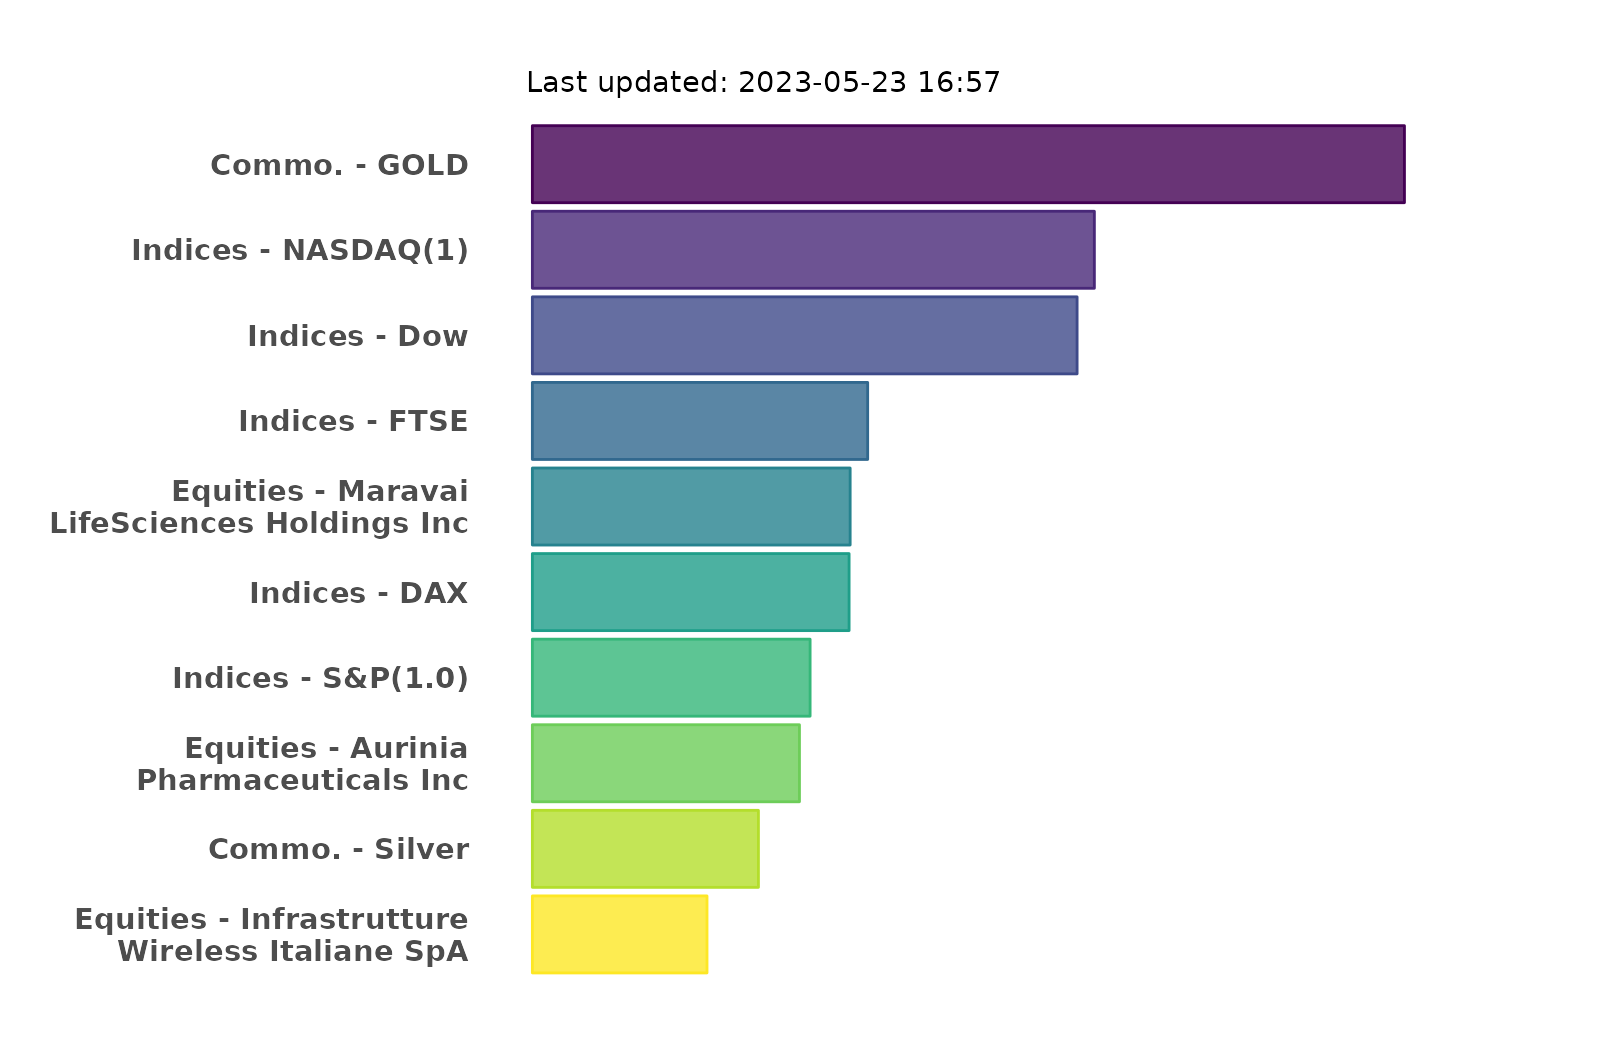 Last updated: 2023-05-23 16:57
Commo. - GOLD
Indices - NASDAQ(1)
Indices - Dow
Indices - FTSE
Equities - Maravai
LifeSciences Holdings Inc
Indices - DAX
Indices - S&P(1.0)
Equities - Aurinia
Pharmaceuticals Inc
Commo. - Silver
Equities - Infrastrutture
Wireless Italiane SpA